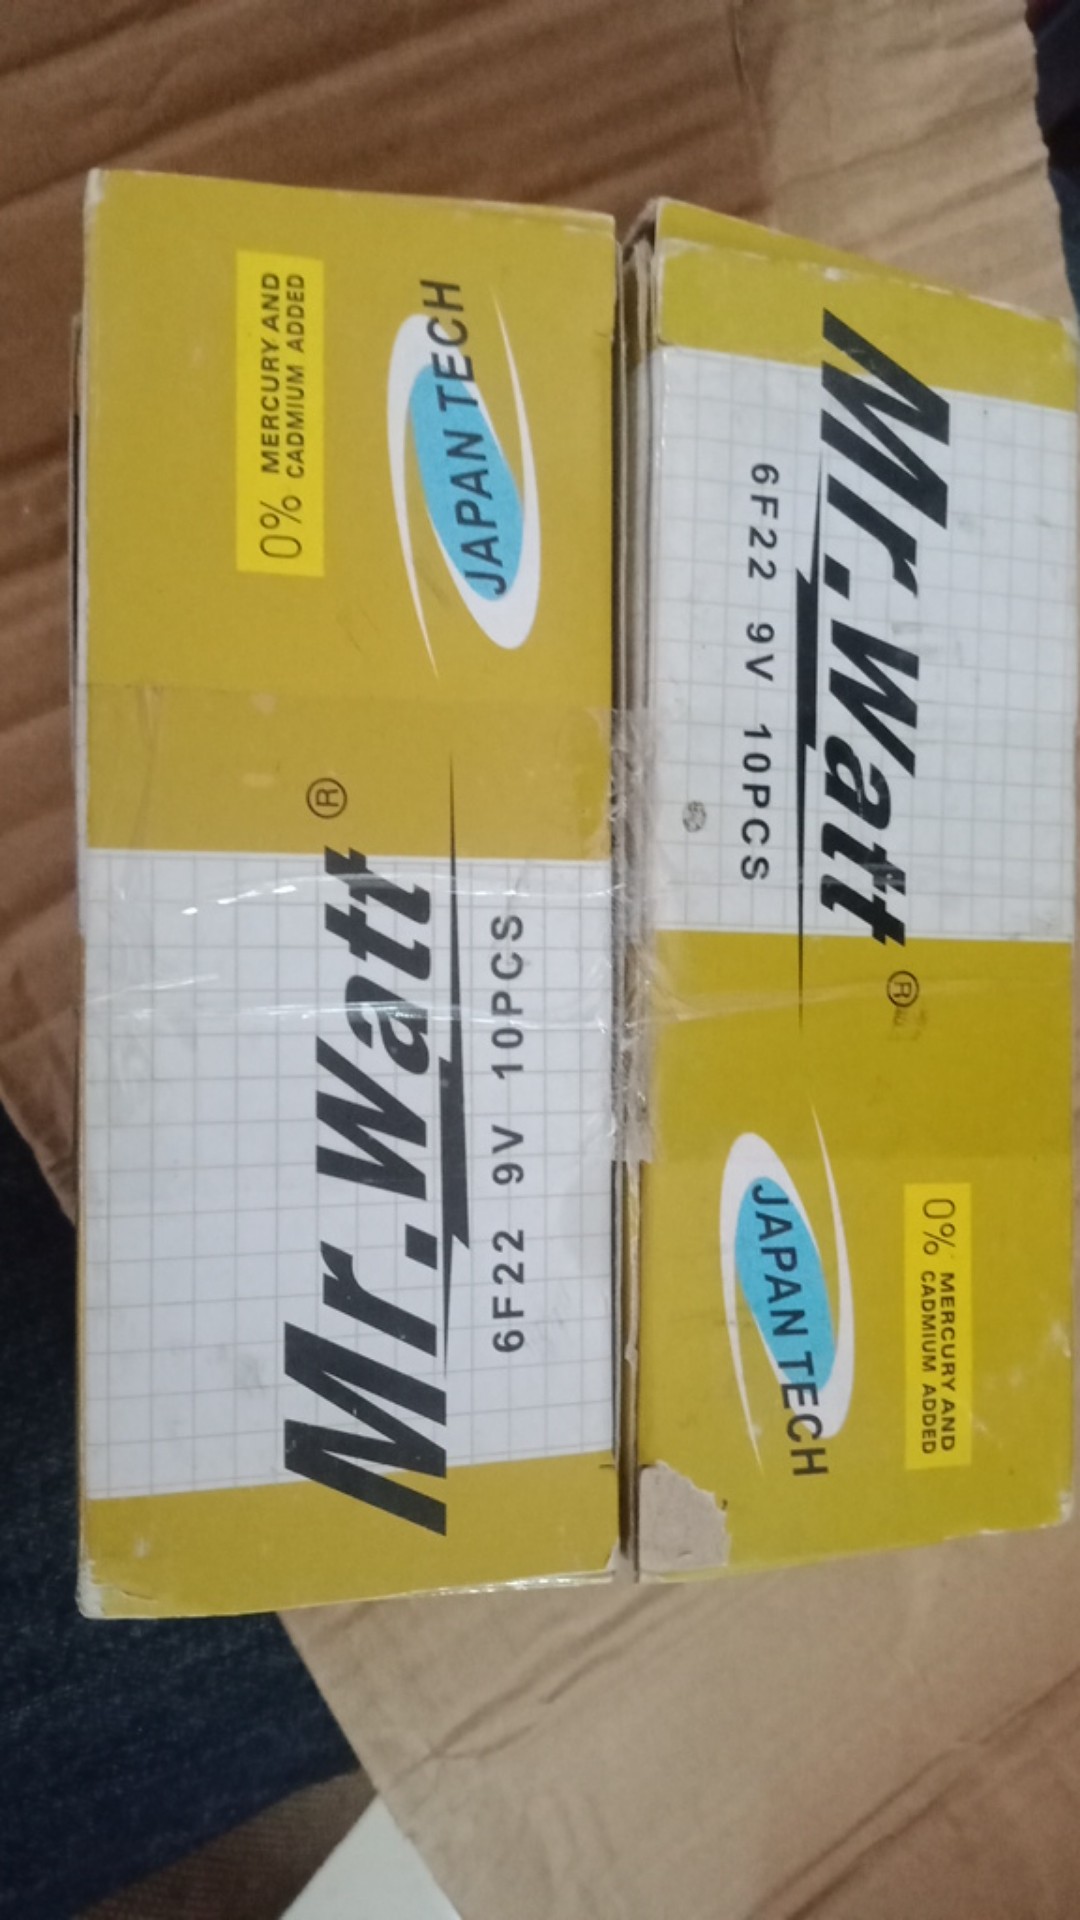 0% MERCURY AND
CADMIUM ADDED
JAPAN TECH
Mr.Watt ®
6F22 9V 10PCS
Mr.Watt ®
6F22 9V 10PCS
JAPAN TECH
0% MERCURY AND
CADMIUM ADDED